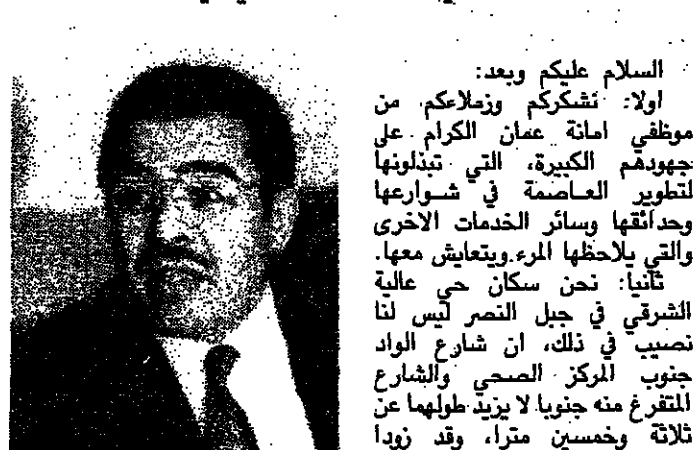 السلام عليكم وبعد:
اولا: نشكركم وزملاءكم من
موظفي امانة عمان الكرام على
جهودهم الكبيرة، التي تبذلونها
لتطوير العـاصمة في شـوارعها
وحدائقها وسائر الخدمات الاخرى
والتي يلاحظها المرء ويتعايش معها.
ثانيا: نحن سكان حي عالية
الشرقي في جبل النصر ليس لنا
نصيب في ذلك، ان شارع الواد
جنوب المركز الصحي والشارع
المتفرغ منه جنوبا لا يزيد طولهما عن
ثلاثة وخمسين مترا، وقد زودا